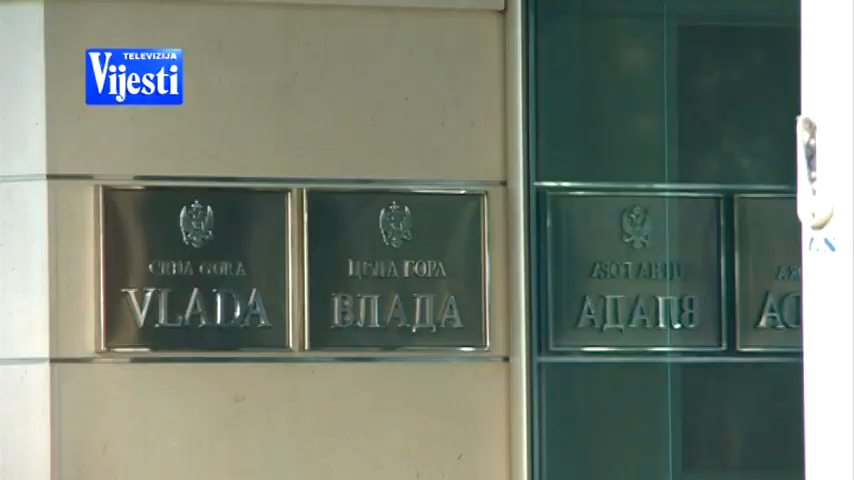 TELEVIZIJA
Vijesti
CRNA GORA
VLADA
ЦРНА ГОРА
ВЛАДА